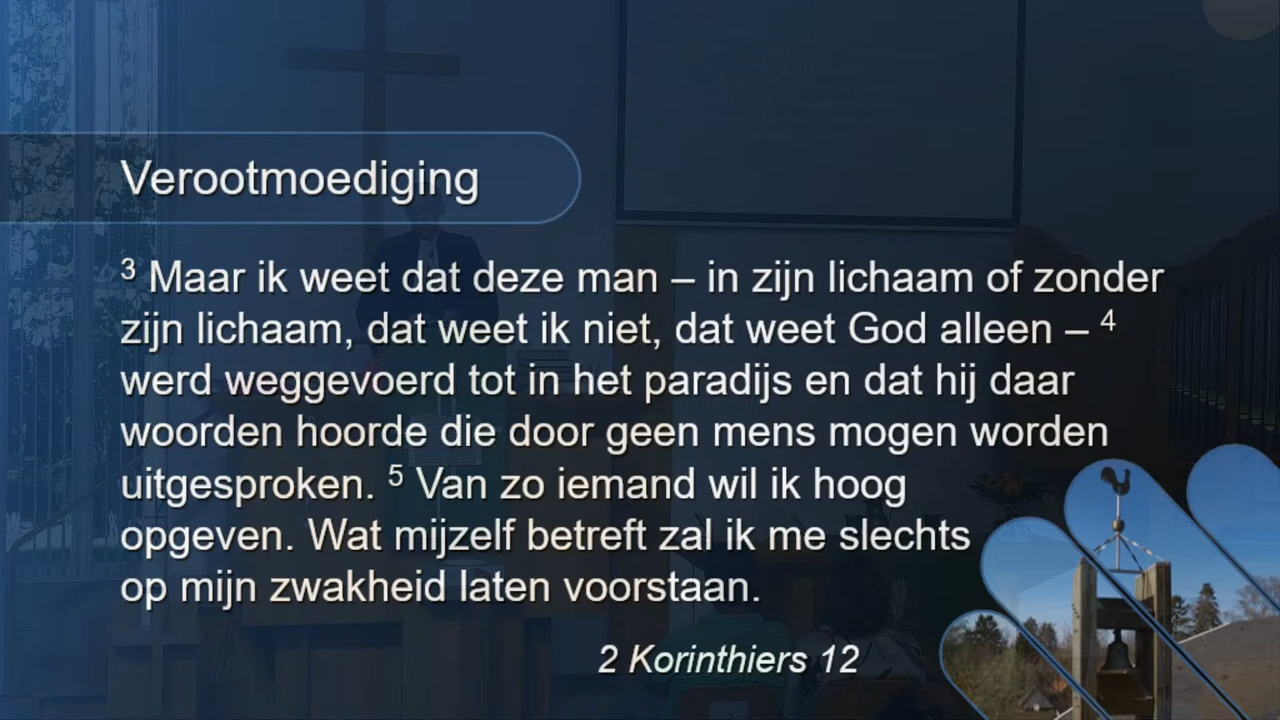 Verootmoediging
³ Maar ik weet dat deze man – in zijn lichaam of zonder
zijn lichaam, dat weet ik niet, dat weet God alleen – ⁴
werd weggevoerd tot in het paradijs en dat hij daar
woorden hoorde die door geen mens mogen worden
uitgesproken. ⁵ Van zo iemand wil ik hoog
opgeven. Wat mijzelf betreft zal ik me slechts
op mijn zwakheid laten voorstaan.
2 Korinthiers 12